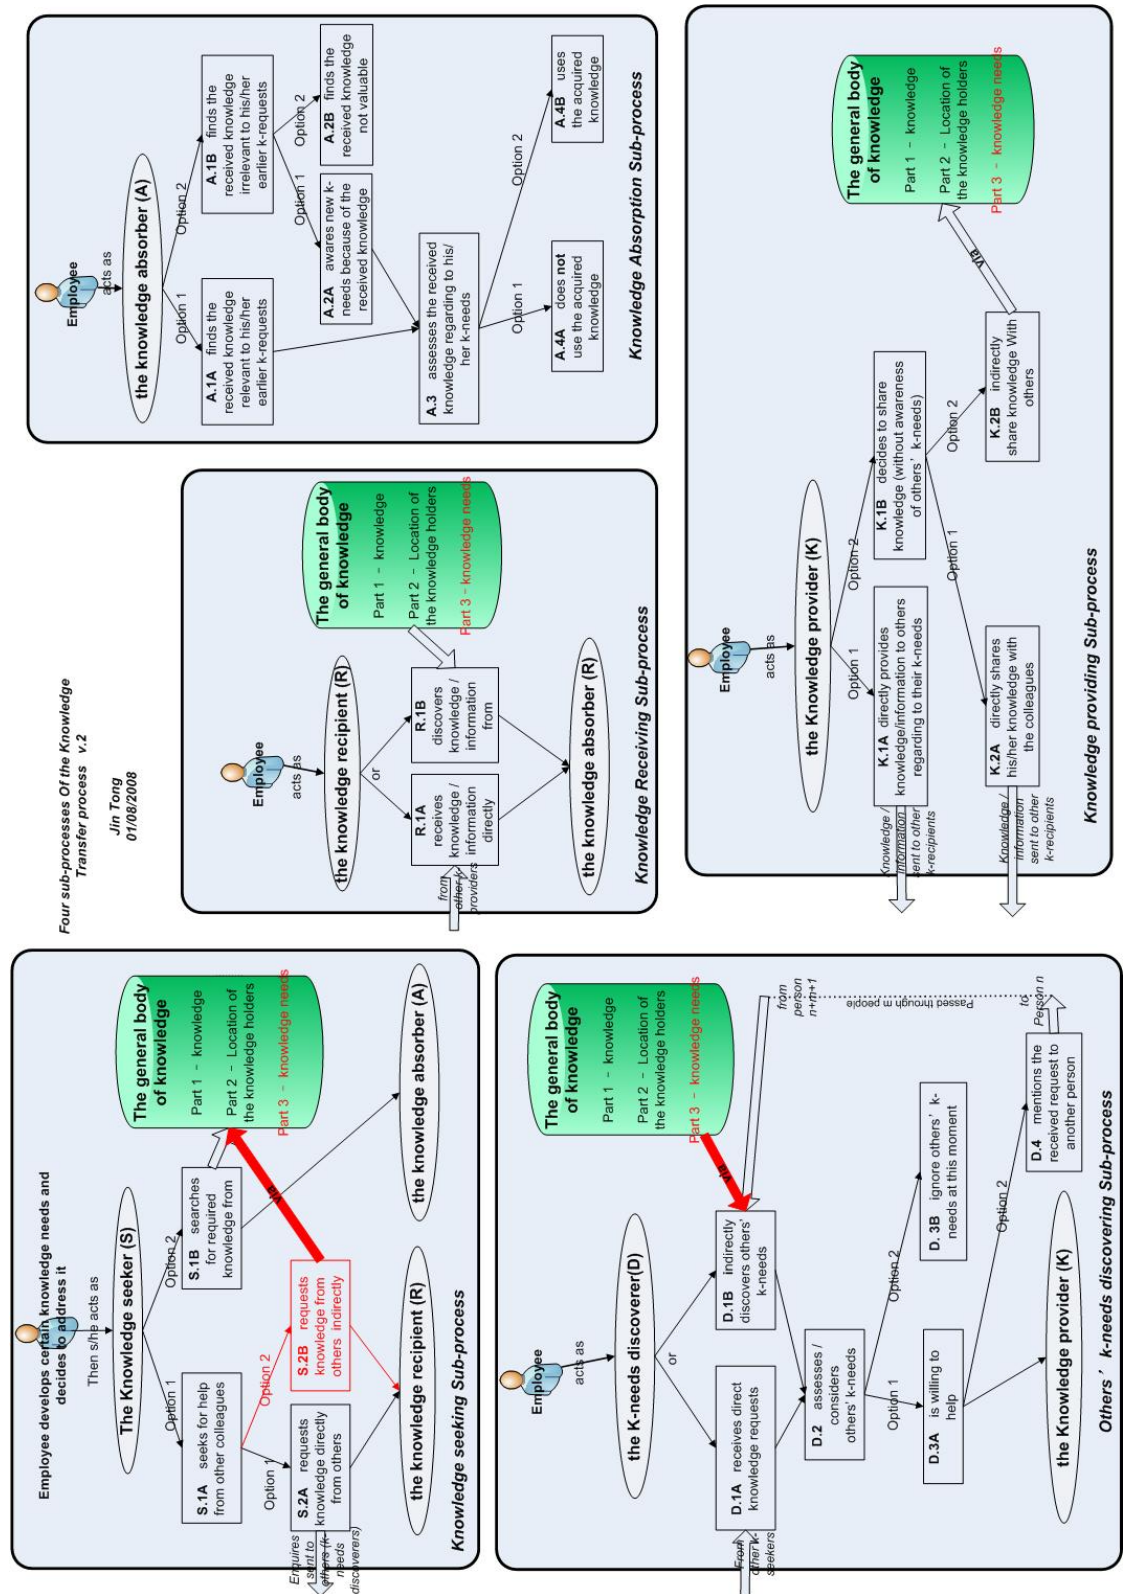 Four sub-processes Of the Knowledge
Transfer process v.2
Jin Tong
01/08/2008
Employee develops certain knowledge needs and
decides to address it
Then s/he acts as
The Knowledge seeker (S)
Option 1
Option 2
S.1A seeks for help
from other colleagues
S.1B searches
for required
knowledge from
The general body
of knowledge
Part 1 - knowledge
Part 2 - Location of
the knowledge holders
Part 3 - knowledge needs
Option 1
Option 2
via
S.2A requests
knowledge directly
from others
S.2B requests
knowledge from
others indirectly
Enquires
sent to
others (k-
needs
discoverers)
the knowledge recipient (R)
the knowledge absorber (A)
Knowledge seeking Sub-process
Employee
acts as
the knowledge recipient (R)
or
R.1A
receives
knowledge /
information
directly
R.1B
discovers
knowledge /
information
from
from
other k-
providers
The general body
of knowledge
Part 1 - knowledge
Part 2 - Location of
the knowledge holders
Part 3 - knowledge needs
the knowledge absorber (R)
Knowledge Receiving Sub-process
Employee
acts as
the knowledge absorber (A)
Option 1
Option 2
A.1A finds the
received knowledge
relevant to his/her
earlier k-requests
A.1B finds the
received knowledge
irrelevant to his/her
earlier k-requests
Option 1
Option 2
A.2A awares new k-
needs because of the
received knowledge
A.2B finds the
received knowledge
not valuable
A.3 assesses the received
knowledge regarding to his/
her k-needs
Option 1
Option 2
A.4A does not
use the acquired
knowledge
A.4B uses
the acquired
knowledge
Knowledge Absorption Sub-process
Employee
acts as
the K-needs discoverer(D)
or
D.1A receives direct
knowledge requests
D.1B indirectly
discovers others'
k-needs
From
other k-
seekers
The general body
of knowledge
Part 1 - knowledge
Part 2 - Location of
the knowledge holders
Part 3 - knowledge needs
via
from
person
n+m+1
Passed through m people
to
Person n
D.2 assesses /
considers
others' k-needs
Option 1
Option 2
D.3A is willing to
help
D. 3B ignore others' k-
needs at this moment
Option 2
D.4 mentions the
received request to
another person
the Knowledge provider (K)
Others' k-needs discovering Sub-process
Employee
acts as
the Knowledge provider (K)
Option 1
Option 2
K.1A directly provides
knowledge/information to others
regarding to their k-needs
K.1B decides to share
knowledge (without awareness
of others' k-needs)
Knowledge /
information
sent to other
k-recipients
Option 1
Option 2
K.2A directly shares
his/her knowledge with
the colleagues
K.2B indirectly
share knowledge With
others
Knowledge /
information
sent to other
k-recipients
via
The general body
of knowledge
Part 1 - knowledge
Part 2 - Location of
the knowledge holders
Part 3 - knowledge needs
Knowledge providing Sub-process